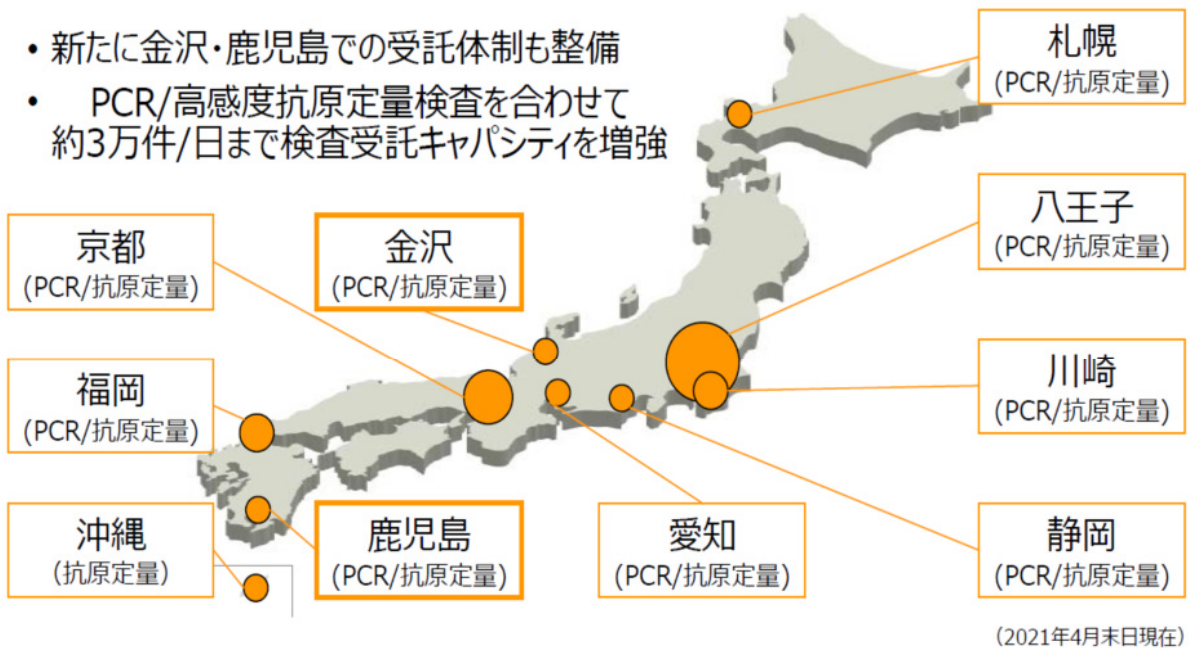 • 新たに金沢・鹿児島での受託体制も整備
• PCR/高感度抗原定量検査を合わせて
約3万件/日まで検査受託キャパシティを増強
札幌
(PCR/抗原定量)
八王子
(PCR/抗原定量)
京都
(PCR/抗原定量)
金沢
(PCR/抗原定量)
川崎
(PCR/抗原定量)
福岡
(PCR/抗原定量)
沖縄
(抗原定量)
鹿児島
(PCR/抗原定量)
愛知
(PCR/抗原定量)
静岡
(PCR/抗原定量)
(2021年4月末日現在)